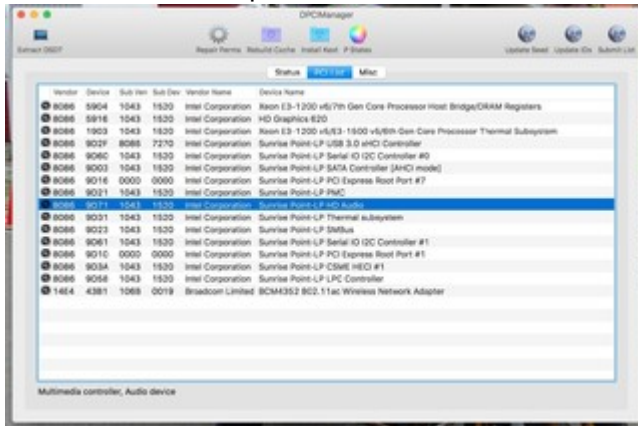 DPCIManager
Extract DSDT Repair Perms Rebuild Cache Install Kext P States Update Seed Update IDs Submit List
Status PCI List Misc
Vendor Device Sub Ven Sub Dev Vendor Name Device Name
8086 5904 1043 1520 Intel Corporation Xeon E3-1200 v6/7th Gen Core Processor Host Bridge/DRAM Registers
8086 5916 1043 1520 Intel Corporation HD Graphics 620
8086 1903 1043 1520 Intel Corporation Xeon E3-1200 v5/E3-1500 v5/6th Gen Core Processor Thermal Subsystem
8086 9D2F 8086 7270 Intel Corporation Sunrise Point-LP USB 3.0 xHCI Controller
8086 9D60 1043 1520 Intel Corporation Sunrise Point-LP Serial IO I2C Controller #0
8086 9D03 1043 1520 Intel Corporation Sunrise Point-LP SATA Controller [AHCI mode]
8086 9D16 0000 0000 Intel Corporation Sunrise Point-LP PCI Express Root Port #7
8086 9D21 1043 1520 Intel Corporation Sunrise Point-LP PMC
8086 9D71 1043 1520 Intel Corporation Sunrise Point-LP HD Audio
8086 9D31 1043 1520 Intel Corporation Sunrise Point-LP Thermal subsystem
8086 9D23 1043 1520 Intel Corporation Sunrise Point-LP SMBus
8086 9D61 1043 1520 Intel Corporation Sunrise Point-LP Serial IO I2C Controller #1
8086 9D10 0000 0000 Intel Corporation Sunrise Point-LP PCI Express Root Port #1
8086 9D3A 1043 1520 Intel Corporation Sunrise Point-LP CSME HECI #1
8086 9D58 1043 1520 Intel Corporation Sunrise Point-LP LPC Controller
14E4 43B1 106B 0019 Broadcom Limited BCM4352 802.11ac Wireless Network Adapter
Multimedia controller, Audio device